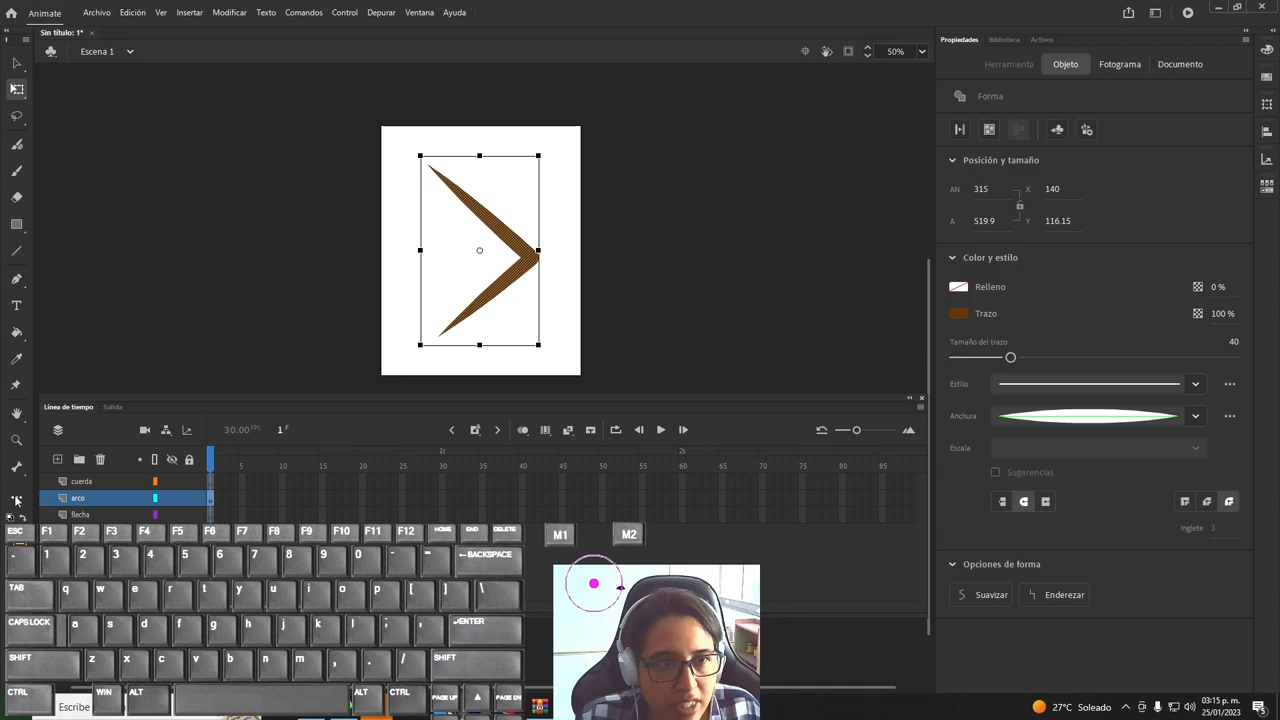 Animate Archivo Edición Ver Insertar Modificar Texto Comandos Control Depurar Ventana Ayuda
Sin título: 1* ×
Escena 1
50%
Propiedades Biblioteca Activos
Herramienta Objeto Fotograma Documento
Forma
Posición y tamaño
AN 315 X 140
A 519.9 Y 116.15
Color y estilo
Relleno 0 %
Trazo 100 %
Tamaño del trazo 40
Estilo
Anchura
Escala
Sugerencias
Inglete 3
Opciones de forma
Suavizar Enderezar
Línea de tiempo Salida
30.00 FPS 1 F
1s 2s
5 10 15 20 25 30 35 40 45 50 55 60 65 70 75 80 85
cuerda
arco
flecha
ESC F1 F2 F3 F4 F5 F6 F7 F8 F9 F10 F11 F12 HOME END DELETE
M1 M2
1 2 3 4 5 6 7 8 9 0 - = ←BACKSPACE
TAB q w e r t y u i o p [ ] \
CAPS LOCK a s d f g h j k l ; ENTER
SHIFT z x c v b n m , . / SHIFT
CTRL WIN ALT ALT CTRL PAGE UP ▲ PAGE DN
Escribe
27°C Soleado
03:15 p. m.
25/01/2023